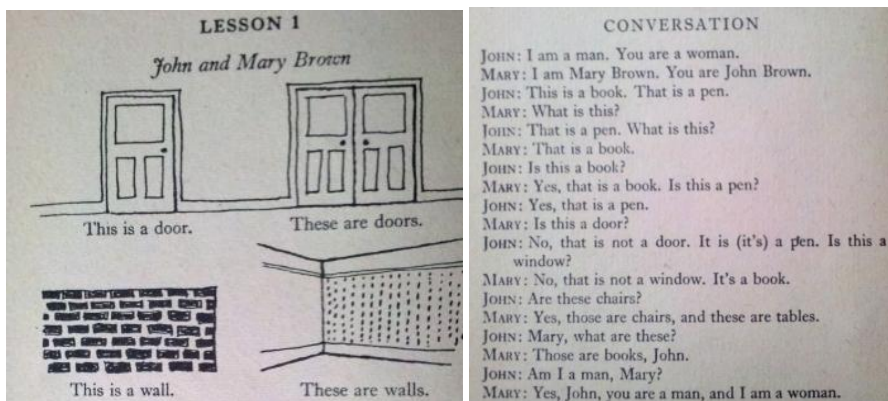 LESSON 1
John and Mary Brown
This is a door.
These are doors.
This is a wall.
These are walls.
CONVERSATION
JOHN: I am a man. You are a woman.
MARY: I am Mary Brown. You are John Brown.
JOHN: This is a book. That is a pen.
MARY: What is this?
JOHN: That is a pen. What is this?
MARY: That is a book.
JOHN: Is this a book?
MARY: Yes, that is a book. Is this a pen?
JOHN: Yes, that is a pen.
MARY: Is this a door?
JOHN: No, that is not a door. It is (it's) a pen. Is this a
window?
MARY: No, that is not a window. It's a book.
JOHN: Are these chairs?
MARY: Yes, those are chairs, and these are tables.
JOHN: Mary, what are these?
MARY: Those are books, John.
JOHN: Am I a man, Mary?
MARY: Yes, John, you are a man, and I am a woman.